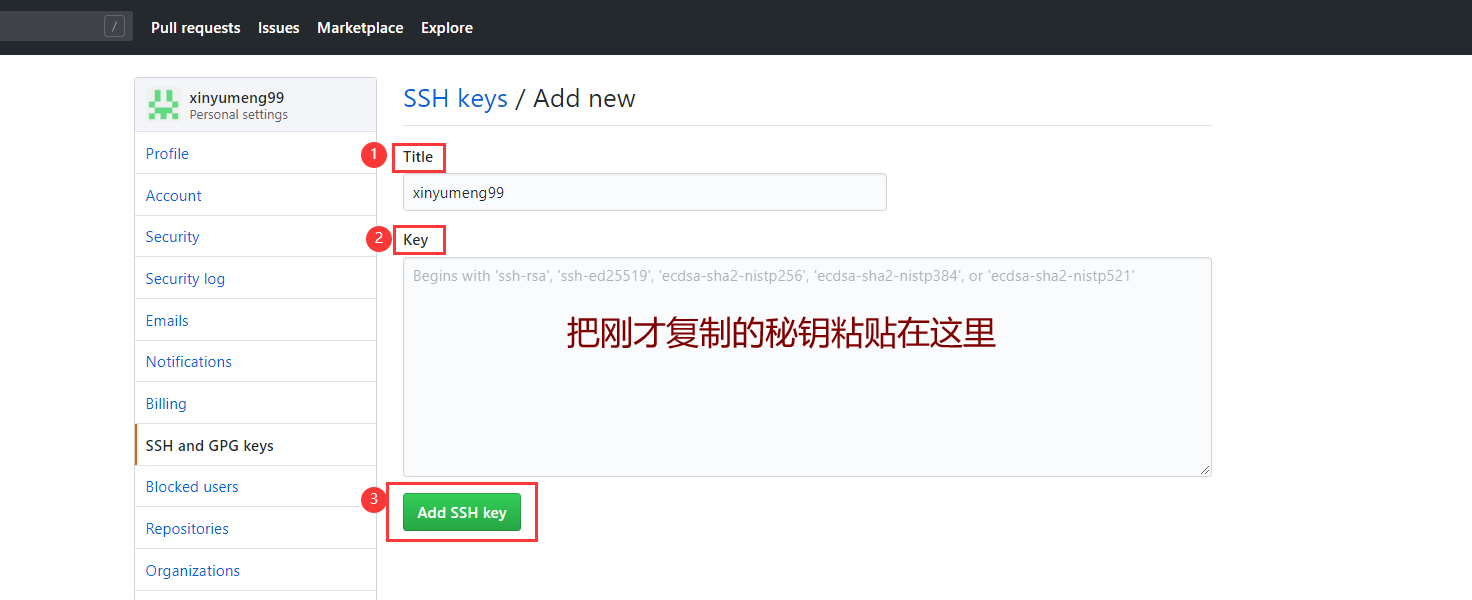 / Pull requests Issues Marketplace Explore
xinyumeng99
Personal settings
Profile
Account
Security
Security log
Emails
Notifications
Billing
SSH and GPG keys
Blocked users
Repositories
Organizations
SSH keys / Add new
1 Title
xinyumeng99
2 Key
Begins with 'ssh-rsa', 'ssh-ed25519', 'ecdsa-sha2-nistp256', 'ecdsa-sha2-nistp384', or 'ecdsa-sha2-nistp521'
把刚才复制的秘钥粘贴在这里
3 Add SSH key